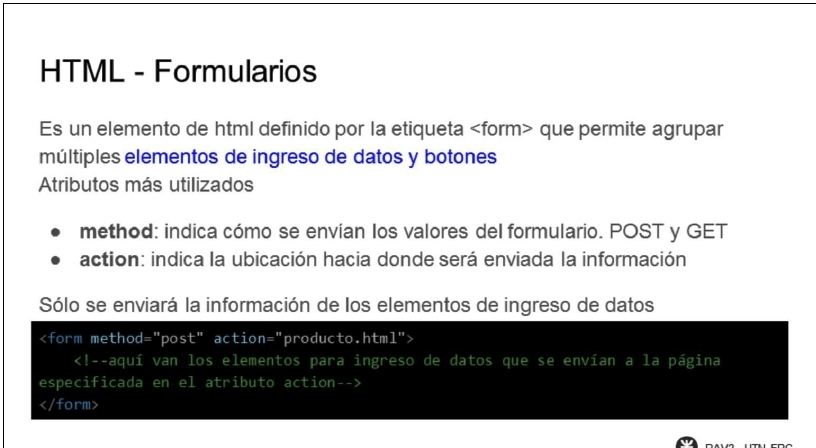 HTML - Formularios
Es un elemento de html definido por la etiqueta <form> que permite agrupar
múltiples elementos de ingreso de datos y botones
Atributos más utilizados
● method: indica cómo se envían los valores del formulario. POST y GET
● action: indica la ubicación hacia donde será enviada la información
Sólo se enviará la información de los elementos de ingreso de datos
<form method="post" action="producto.html">
<!--aquí van los elementos para ingreso de datos que se envían a la página
especificada en el atributo action-->
</form>